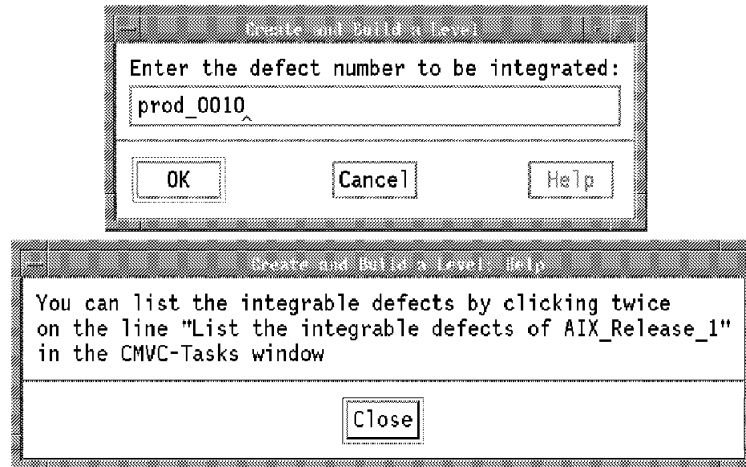 Create and Build a Level
Enter the defect number to be integrated:
prod_0010
OK
Cancel
Help
Create and Build a Level Help
You can list the integrable defects by clicking twice
on the line "List the integrable defects of AIX_Release_1"
in the CMVC-Tasks window
Close